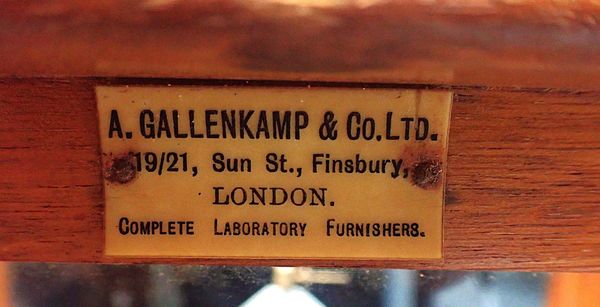 A. GALLENKAMP & Co. LTD.
19/21, Sun St., Finsbury,
LONDON.
COMPLETE LABORATORY FURNISHERS.